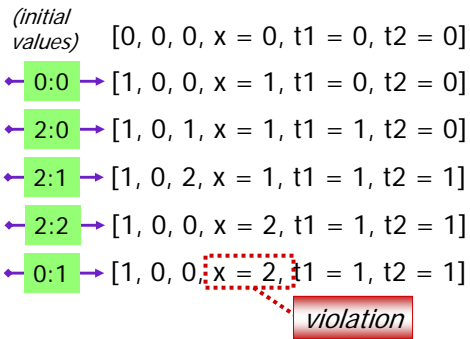 (initial
values) [0, 0, 0, x = 0, t1 = 0, t2 = 0]
0:0 [1, 0, 0, x = 1, t1 = 0, t2 = 0]
2:0 [1, 0, 1, x = 1, t1 = 1, t2 = 0]
2:1 [1, 0, 2, x = 1, t1 = 1, t2 = 1]
2:2 [1, 0, 0, x = 2, t1 = 1, t2 = 1]
0:1 [1, 0, 0, x = 2, t1 = 1, t2 = 1]
violation